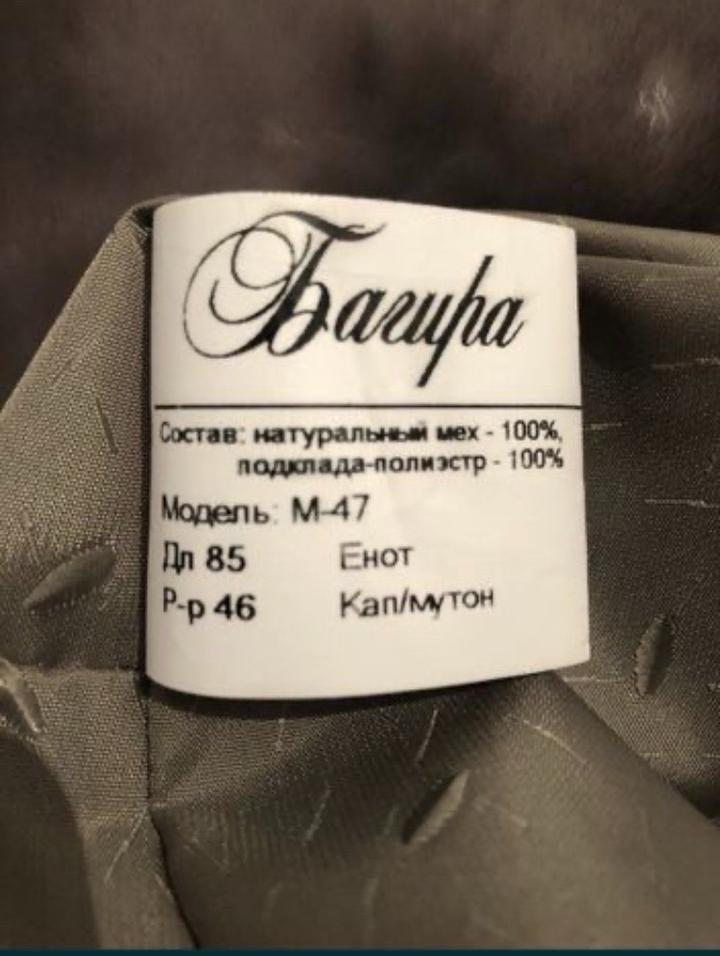 Багира
Состав: натуральный мех - 100%,
подклада-полиэстр - 100%
Модель: М-47
Дл 85 Енот
Р-р 46 Кап/мутон